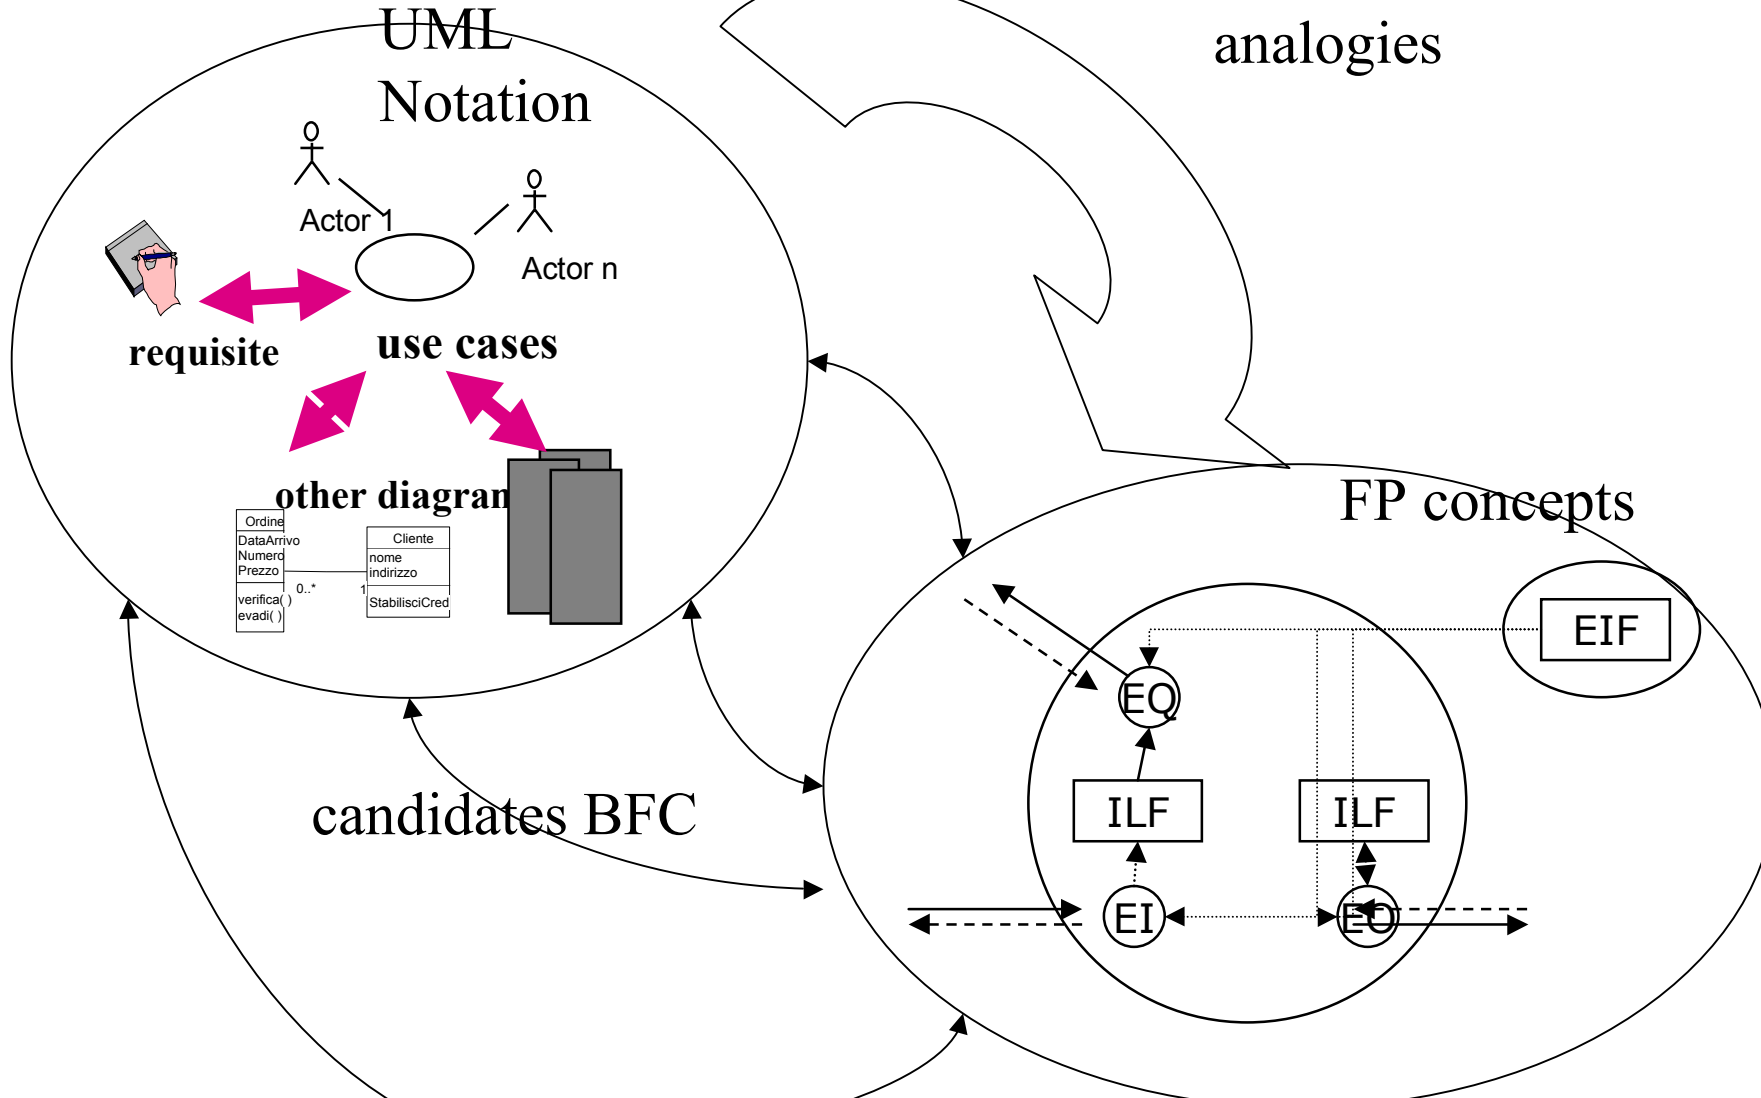 UML
Notation
analogies
Actor 1
Actor n
requisite
use cases
other diagram
Ordine
DataArrivo
Numero
Prezzo
verifica( )
evadi( )
0..*
1
Cliente
nome
indirizzo
StabilisciCred
candidates BFC
FP concepts
EIF
EQ
ILF
ILF
EI
EO